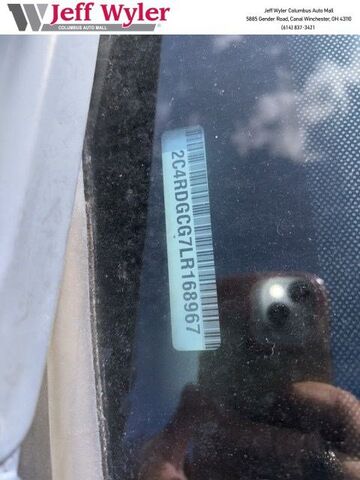 Jeff Wyler
COLUMBUS AUTO MALL
Jeff Wyler Columbus Auto Mall
5885 Gender Road, Canal Winchester, OH 43110
(614) 837-3421
2C4RDGCG7LR168967